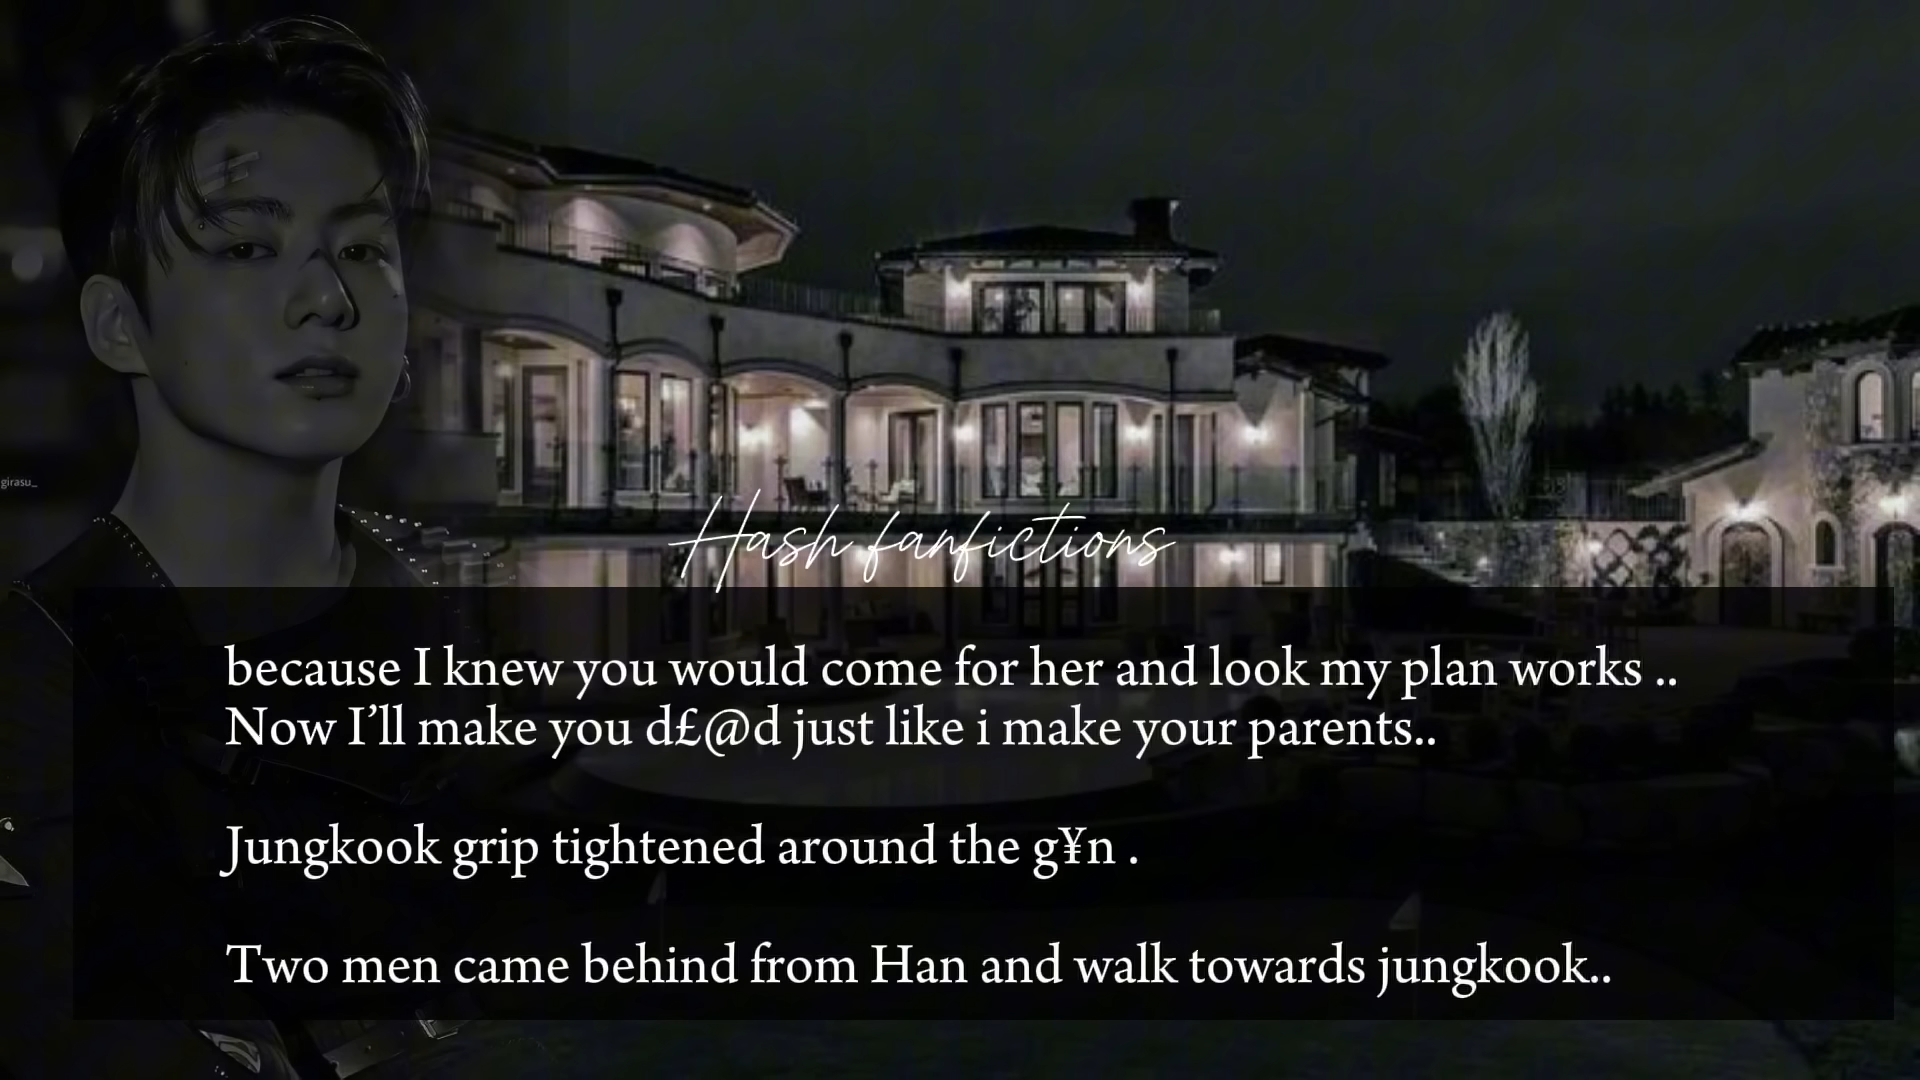 girasu_
Hash fanfictions
because I knew you would come for her and look my plan works ..
Now I’ll make you d£@d just like i make your parents..
Jungkook grip tightened around the g¥n .
Two men came behind from Han and walk towards jungkook..